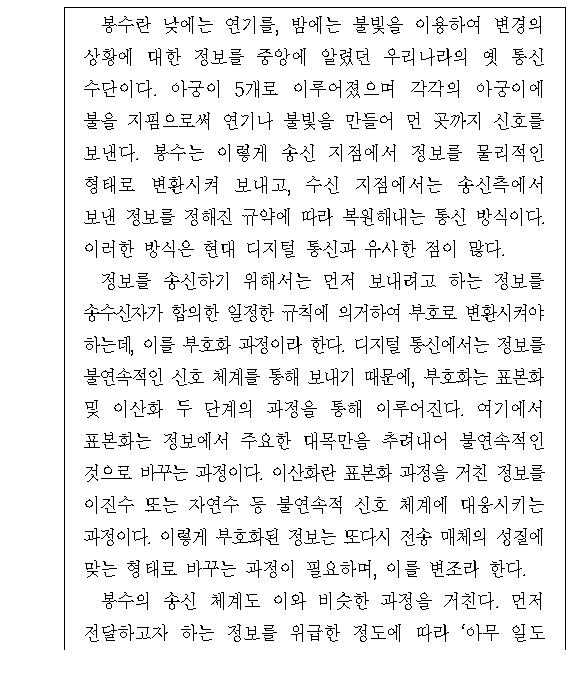 봉수란 낮에는 연기를, 밤에는 불빛을 이용하여 변경의
상황에 대한 정보를 중앙에 알렸던 우리나라의 옛 통신
수단이다. 아궁이 5개로 이루어졌으며 각각의 아궁이에
불을 지핌으로써 연기나 불빛을 만들어 먼 곳까지 신호를
보낸다. 봉수는 이렇게 송신 지점에서 정보를 물리적인
형태로 변환시켜 보내고, 수신 지점에서는 송신측에서
보낸 정보를 정해진 규약에 따라 복원해내는 통신 방식이다.
이러한 방식은 현대 디지털 통신과 유사한 점이 많다.
정보를 송신하기 위해서는 먼저 보내려고 하는 정보를
송수신자가 합의한 일정한 규칙에 의거하여 부호로 변환시켜야
하는데, 이를 부호화 과정이라 한다. 디지털 통신에서는 정보를
불연속적인 신호 체계를 통해 보내기 때문에, 부호화는 표본화
및 이산화 두 단계의 과정을 통해 이루어진다. 여기에서
표본화는 정보에서 주요한 대목만을 추려내어 불연속적인
것으로 바꾸는 과정이다. 이산화란 표본화 과정을 거친 정보를
이진수 또는 자연수 등 불연속적 신호 체계에 대응시키는
과정이다. 이렇게 부호화된 정보는 또다시 전송 매체의 성질에
맞는 형태로 바꾸는 과정이 필요하며, 이를 변조라 한다.
봉수의 송신 체계도 이와 비슷한 과정을 거친다. 먼저
전달하고자 하는 정보를 위급한 정도에 따라 ‘아무 일도